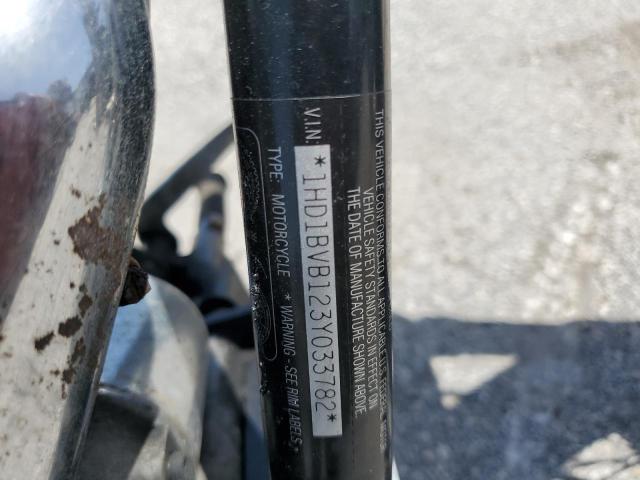 THIS VEHICLE CONFORMS TO ALL APPLICABLE U.S. FEDERAL MOTOR
VEHICLE SAFETY STANDARDS IN EFFECT ON
THE DATE OF MANUFACTURE SHOWN ABOVE.
V.I.N.
*1HD1BVB123Y033782*
TYPE: MOTORCYCLE *WARNING - SEE RIM LABELS*